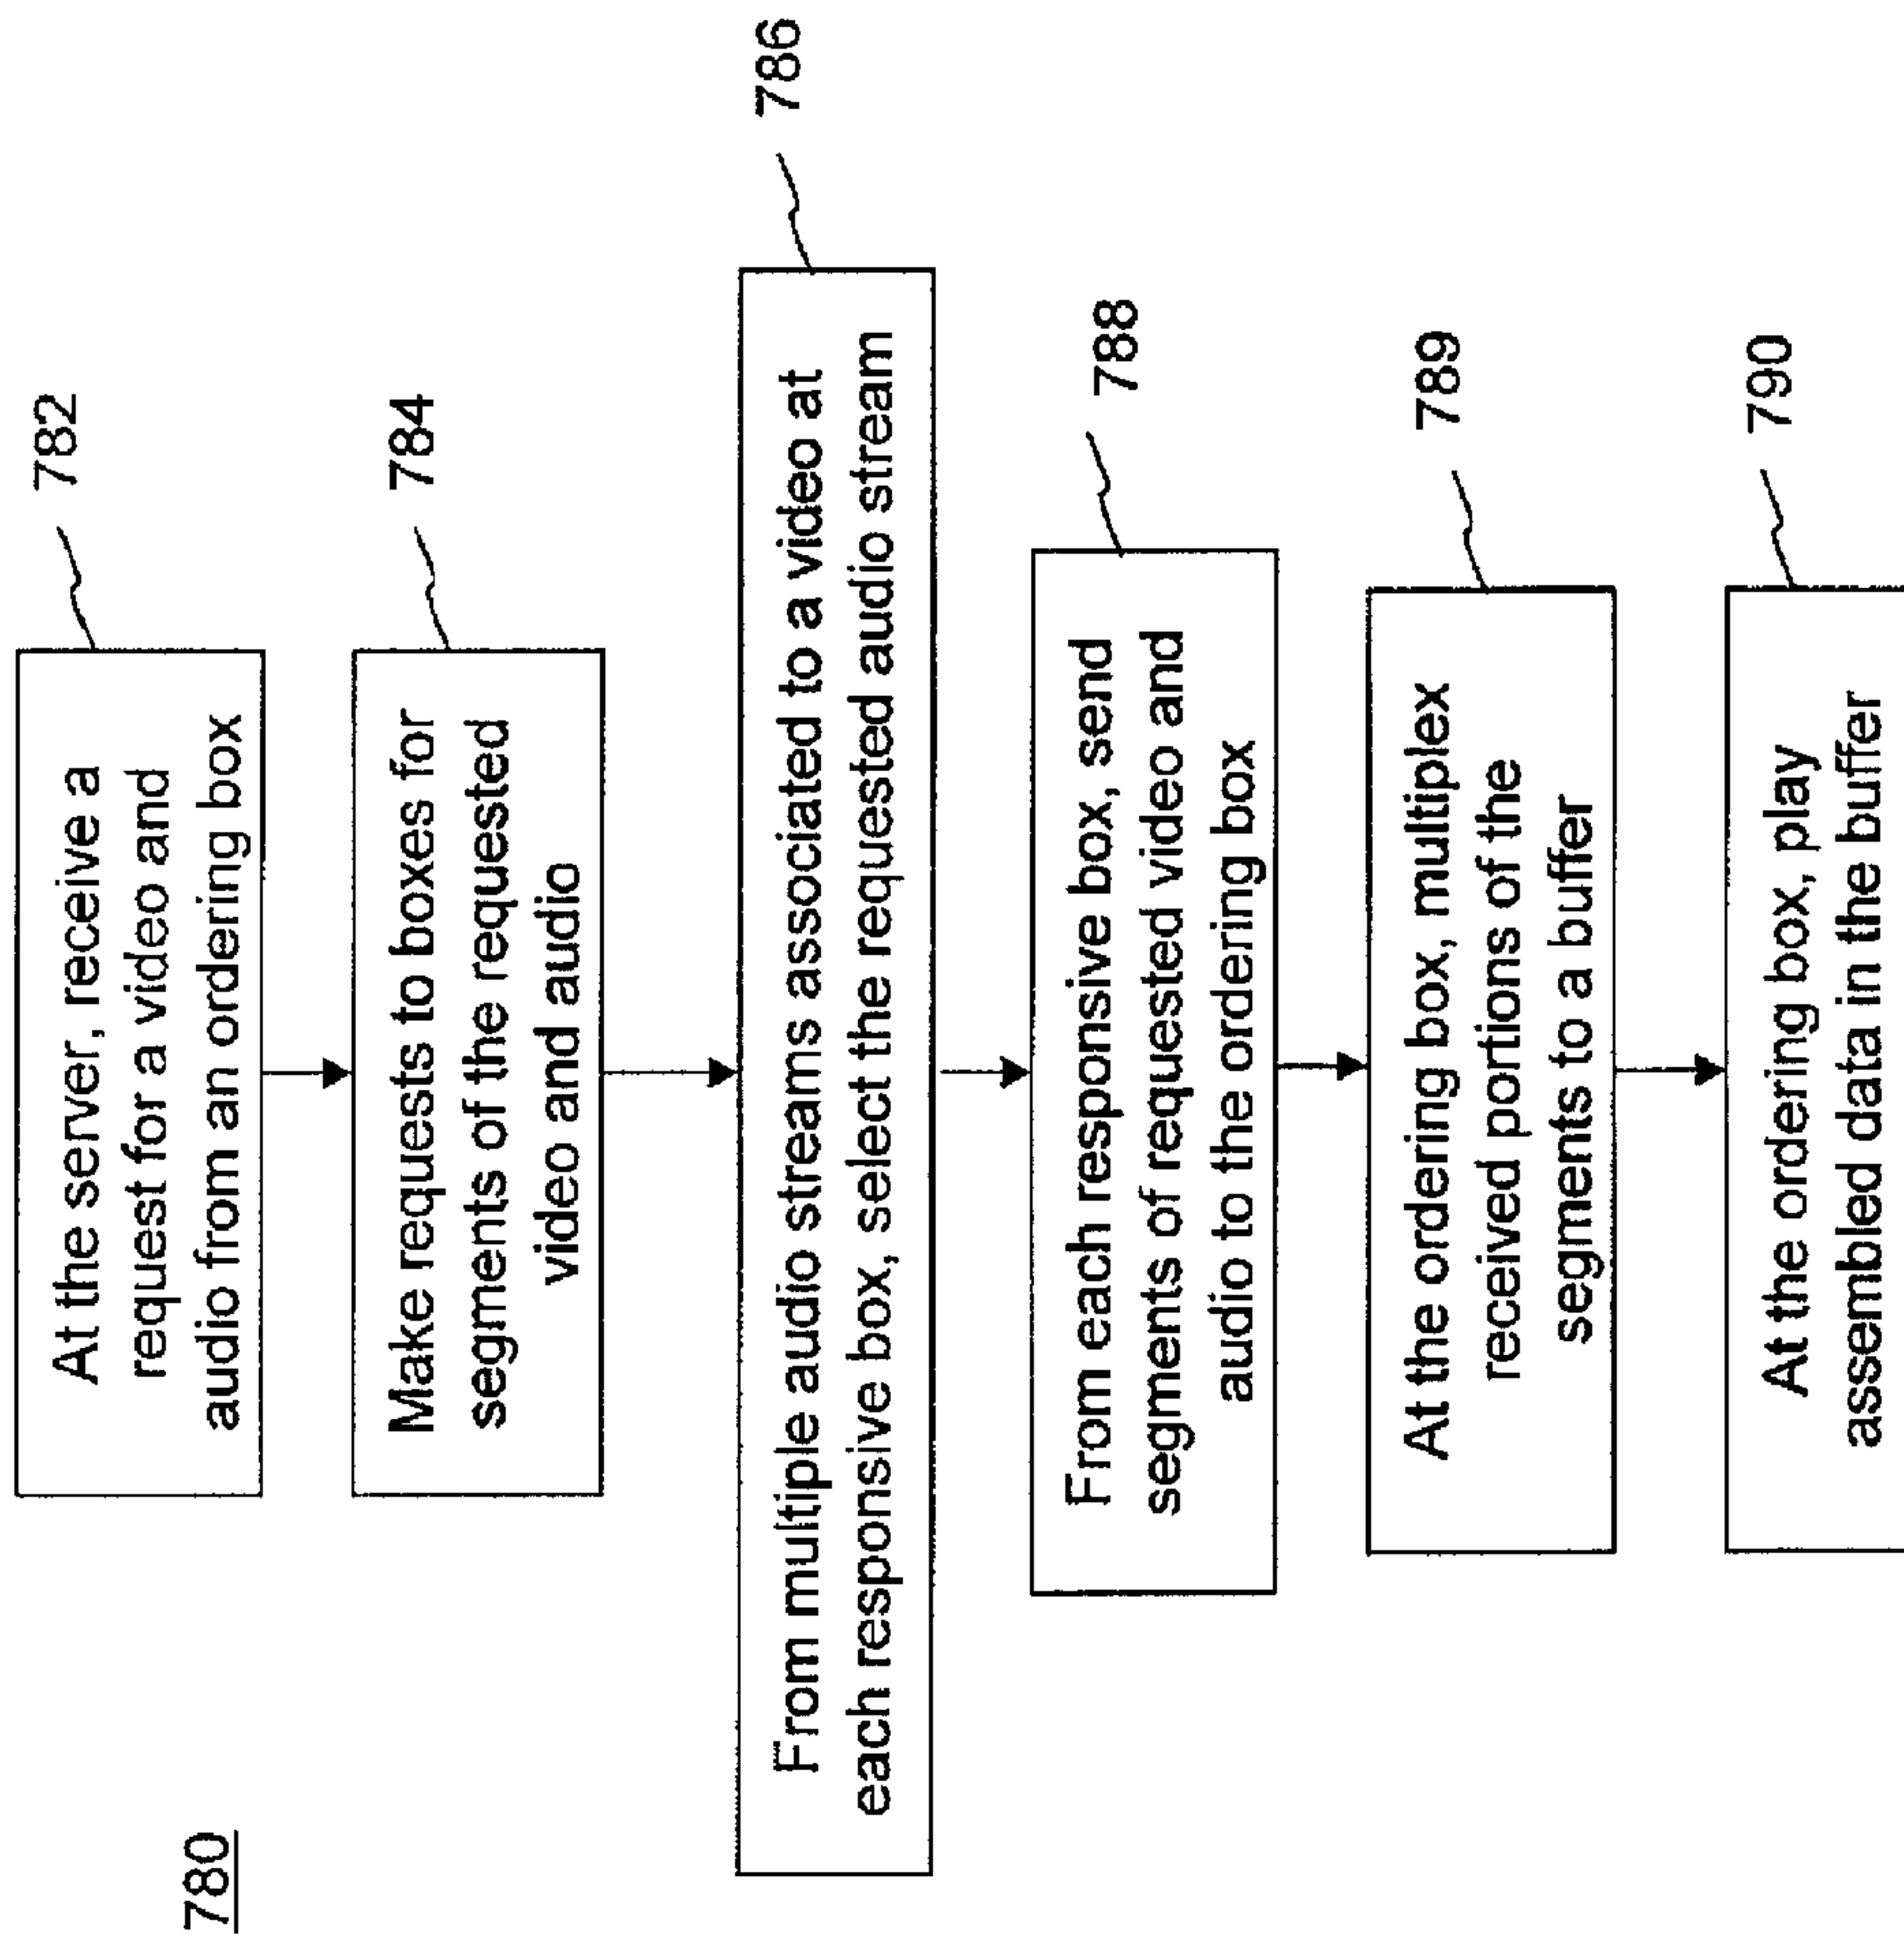 780
At the server, receive a
request for a video and
audio from an ordering box
782
Make requests to boxes for
segments of the requested
video and audio
784
From multiple audio streams associated to a video at
each responsive box, select the requested audio stream
786
From each responsive box, send
segments of requested video and
audio to the ordering box
788
At the ordering box, multiplex
received portions of the
segments to a buffer
789
At the ordering box, play
assembled data in the buffer
790